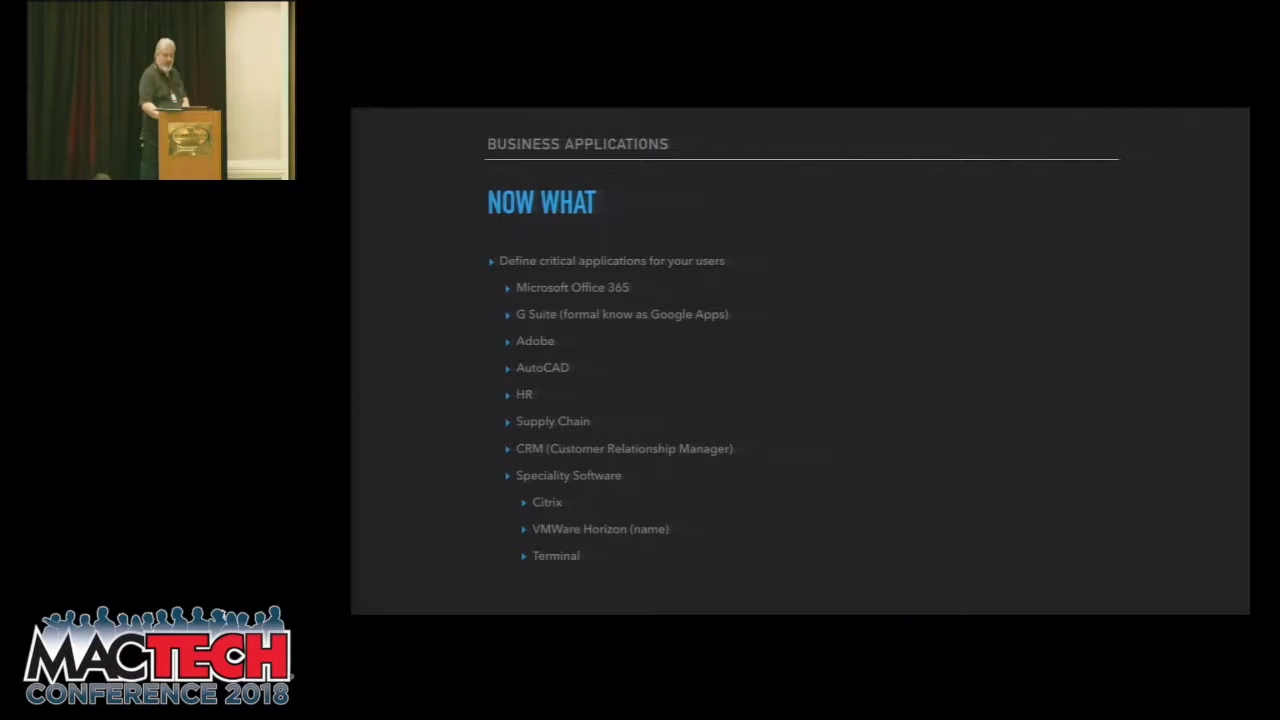 BUSINESS APPLICATIONS
NOW WHAT
Define critical applications for your users
Microsoft Office 365
G Suite (formal know as Google Apps)
Adobe
AutoCAD
HR
Supply Chain
CRM (Customer Relationship Manager)
Speciality Software
Citrix
VMWare Horizon (name)
Terminal
MACTECH
CONFERENCE 2018